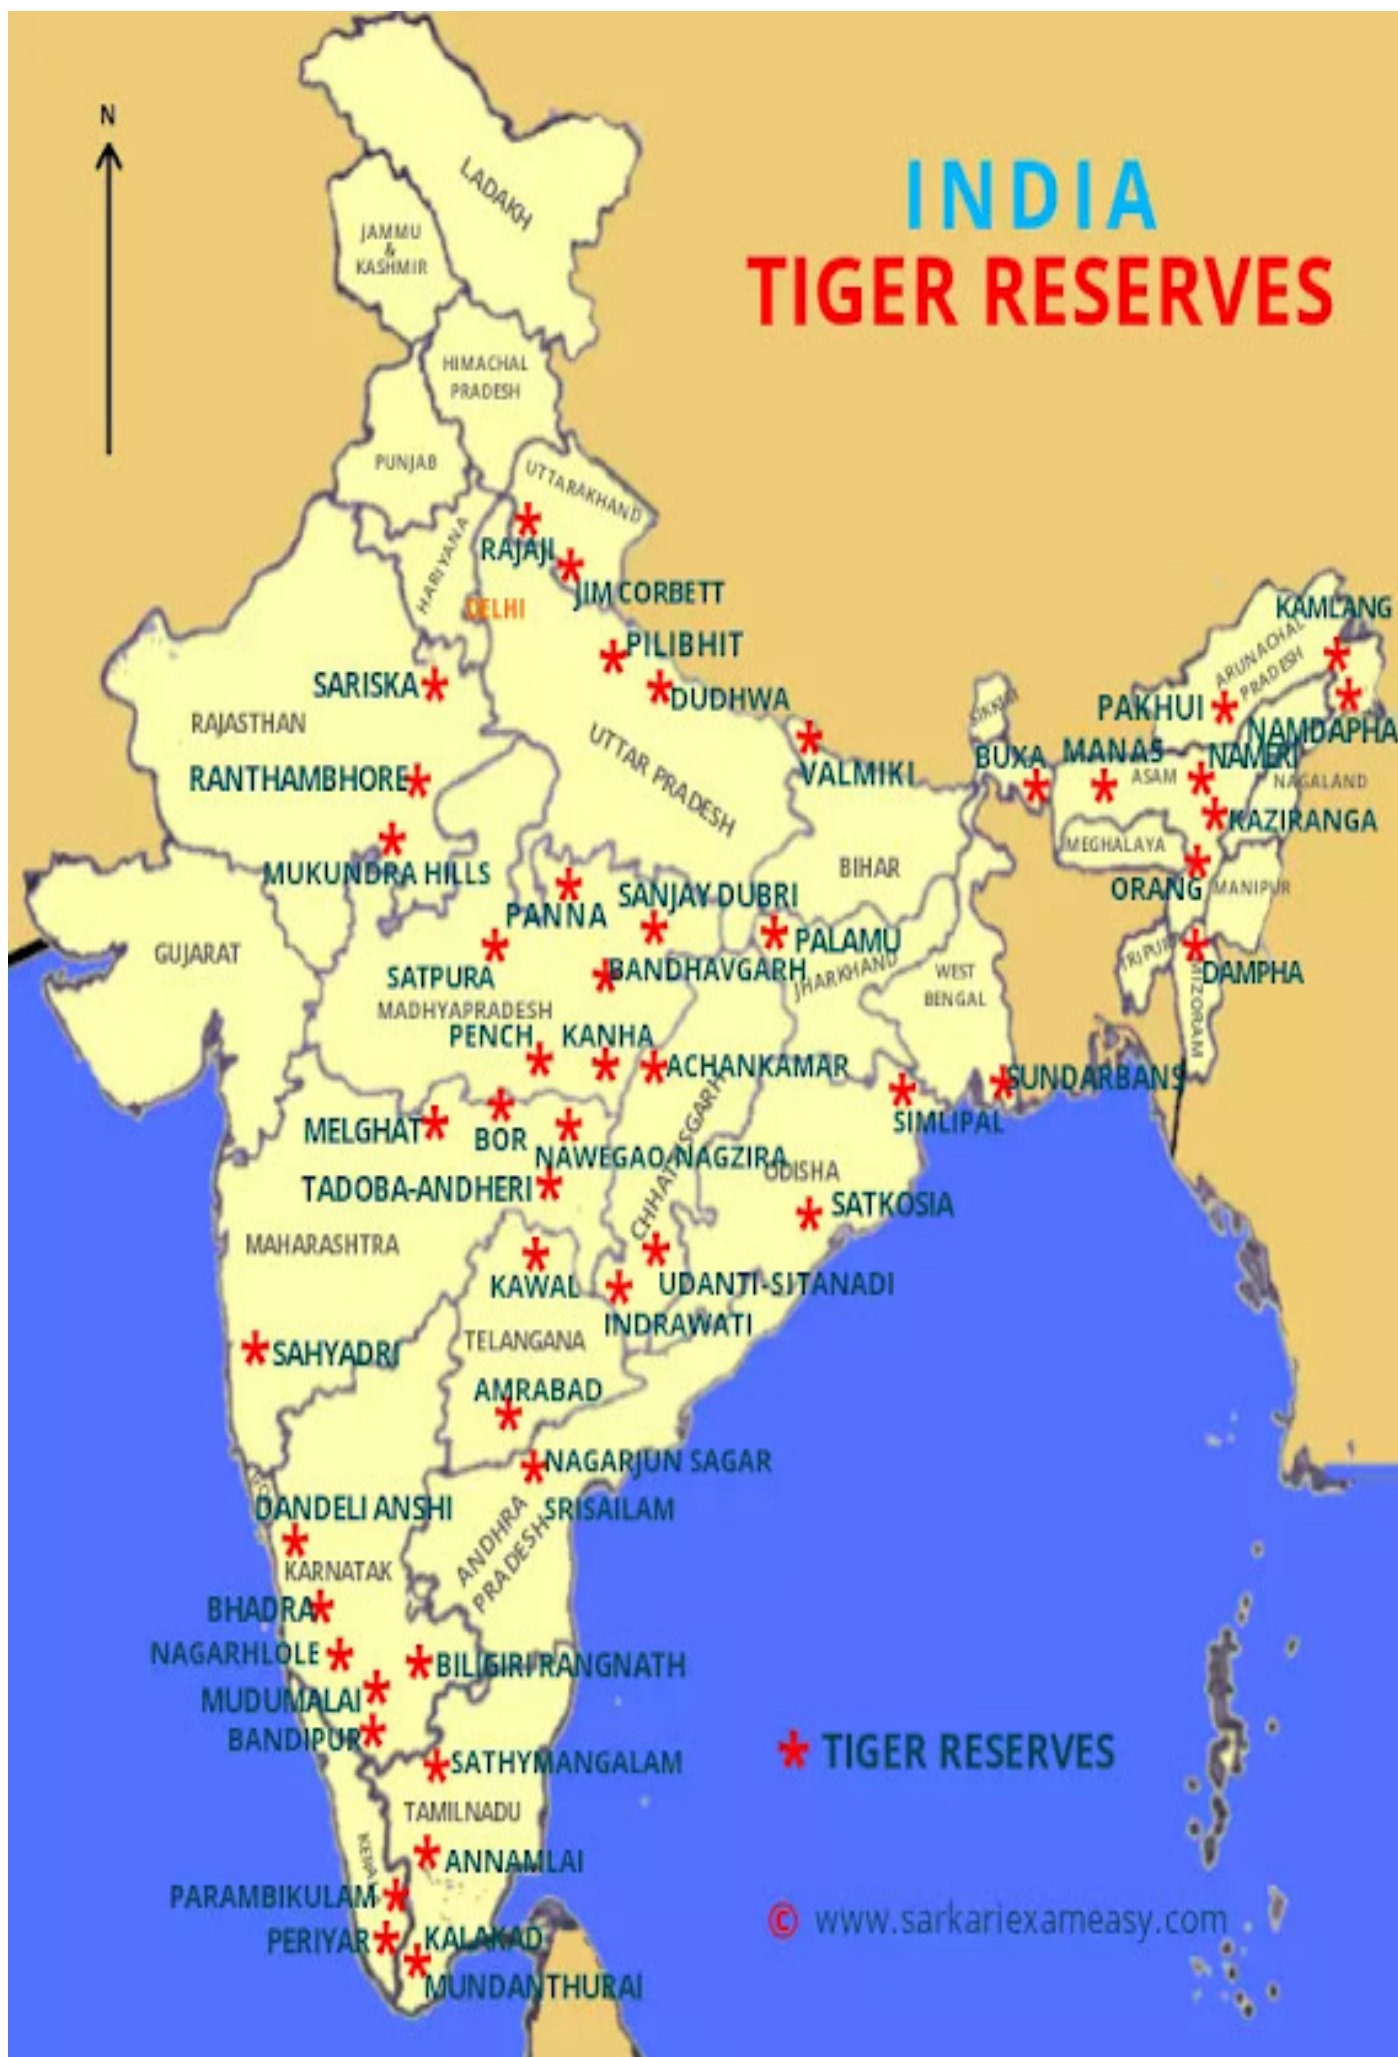 N
INDIA
TIGER RESERVES
LADAKH
JAMMU
&
KASHMIR
HIMACHAL
PRADESH
PUNJAB
UTTARAKHAND
HARIYANA
RAJAJI
JIM CORBETT
DELHI
PILIBHIT
DUDHWA
SARISKA
RAJASTHAN
UTTAR PRADESH
RANTHAMBHORE
MUKUNDRA HILLS
VALMIKI
KAMLANG
ARUNACHAL
PRADESH
PAKHUI
NAMDAPHA
BUXA
MANAS
ASAM
NAMERI
NAGALAND
KAZIRANGA
MEGHALAYA
ORANG
MANIPUR
DAMPHA
MIZORAM
BIHAR
PANNA
SANJAY DUBRI
PALAMU
JHARKHAND
GUJARAT
SATPURA
BANDHAVGARH
WEST
BENGAL
MADHYAPRADESH
PENCH
KANHA
ACHANKAMAR
SUNDARBANS
SIMLIPAL
MELGHAT
BOR
NAWEGAO-NAGZIRA
CHHATTISGARH
ODISHA
TADOBA-ANDHERI
SATKOSIA
MAHARASHTRA
KAWAL
UDANTI-SITANADI
INDRAWATI
TELANGANA
SAHYADRI
AMRABAD
NAGARJUN SAGAR
SRISAILAM
ANDHRA
PRADESH
DANDELI ANSHI
KARNATAK
BHADRA
NAGARHLOLE
BILIGIRI RANGNATH
MUDUMALAI
BANDIPUR
SATHYMANGALAM
TAMILNADU
ANNAMLAI
PARAMBIKULAM
PERIYAR
KALAKAD
MUNDANTHURAI
TIGER RESERVES
© www.sarkariexameasy.com